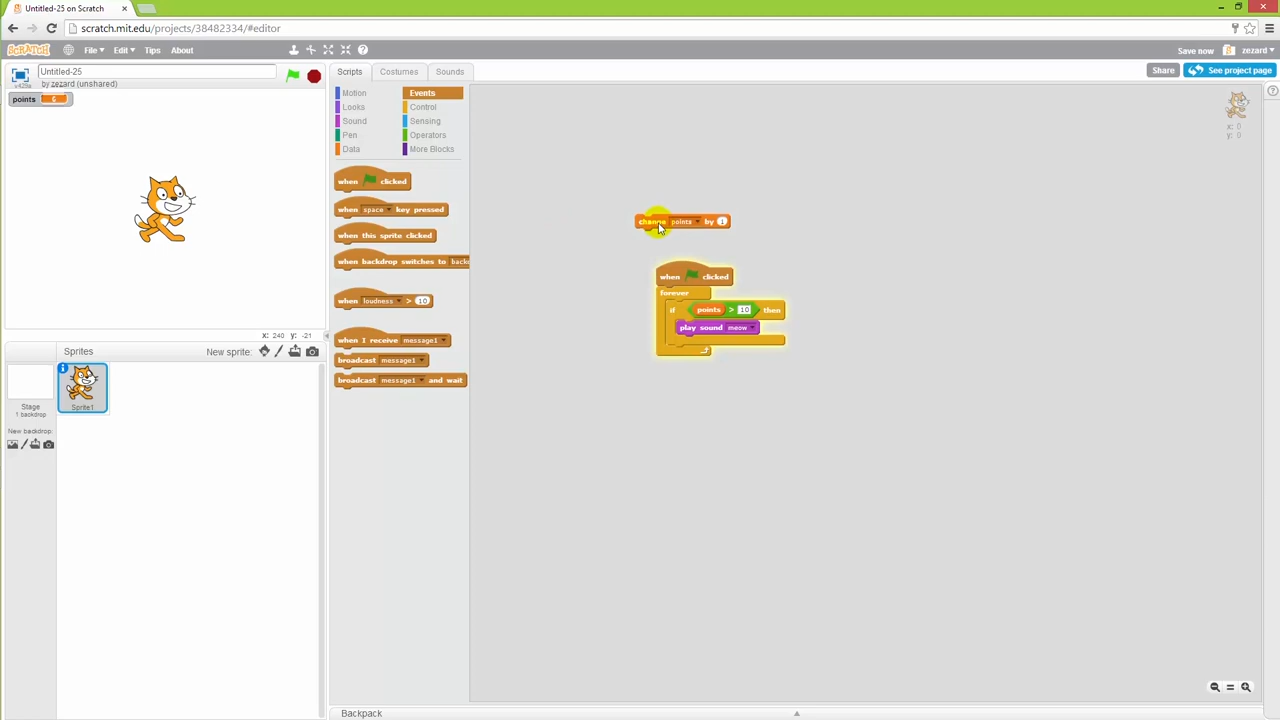 Untitled-25 on Scratch
scratch.mit.edu/projects/38482334/#editor
SCRATCH File Edit Tips About Save now zezard
Untitled-25
by zezard (unshared)
Scripts Costumes Sounds
Share See project page
points 6
Motion Events
Looks Control
Sound Sensing
Pen Operators
Data More Blocks
when clicked
when space key pressed
when this sprite clicked
when backdrop switches to
when loudness > 10
when I receive message1
broadcast message1
broadcast message1 and wait
x: 0
y: 0
change points by 1
when clicked
forever
if points > 10 then
play sound meow
x: 240 y: -21
Sprites New sprite:
Stage
1 backdrop
New backdrop:
Sprite1
Backpack